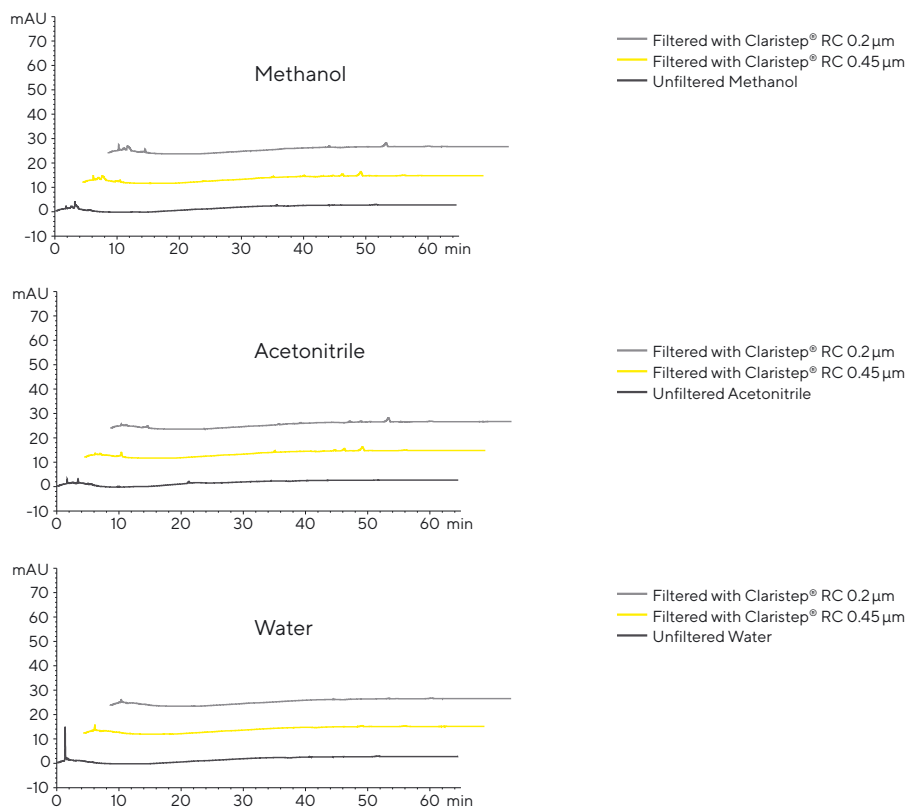 mAU
70
60
50
40
30
20
10
0
-10
0 10 20 30 40 50 60 min
Methanol
Filtered with Claristep® RC 0.2 µm
Filtered with Claristep® RC 0.45 µm
Unfiltered Methanol
mAU
70
60
50
40
30
20
10
0
-10
0 10 20 30 40 50 60 min
Acetonitrile
Filtered with Claristep® RC 0.2 µm
Filtered with Claristep® RC 0.45 µm
Unfiltered Acetonitrile
mAU
70
60
50
40
30
20
10
0
-10
0 10 20 30 40 50 60 min
Water
Filtered with Claristep® RC 0.2 µm
Filtered with Claristep® RC 0.45 µm
Unfiltered Water